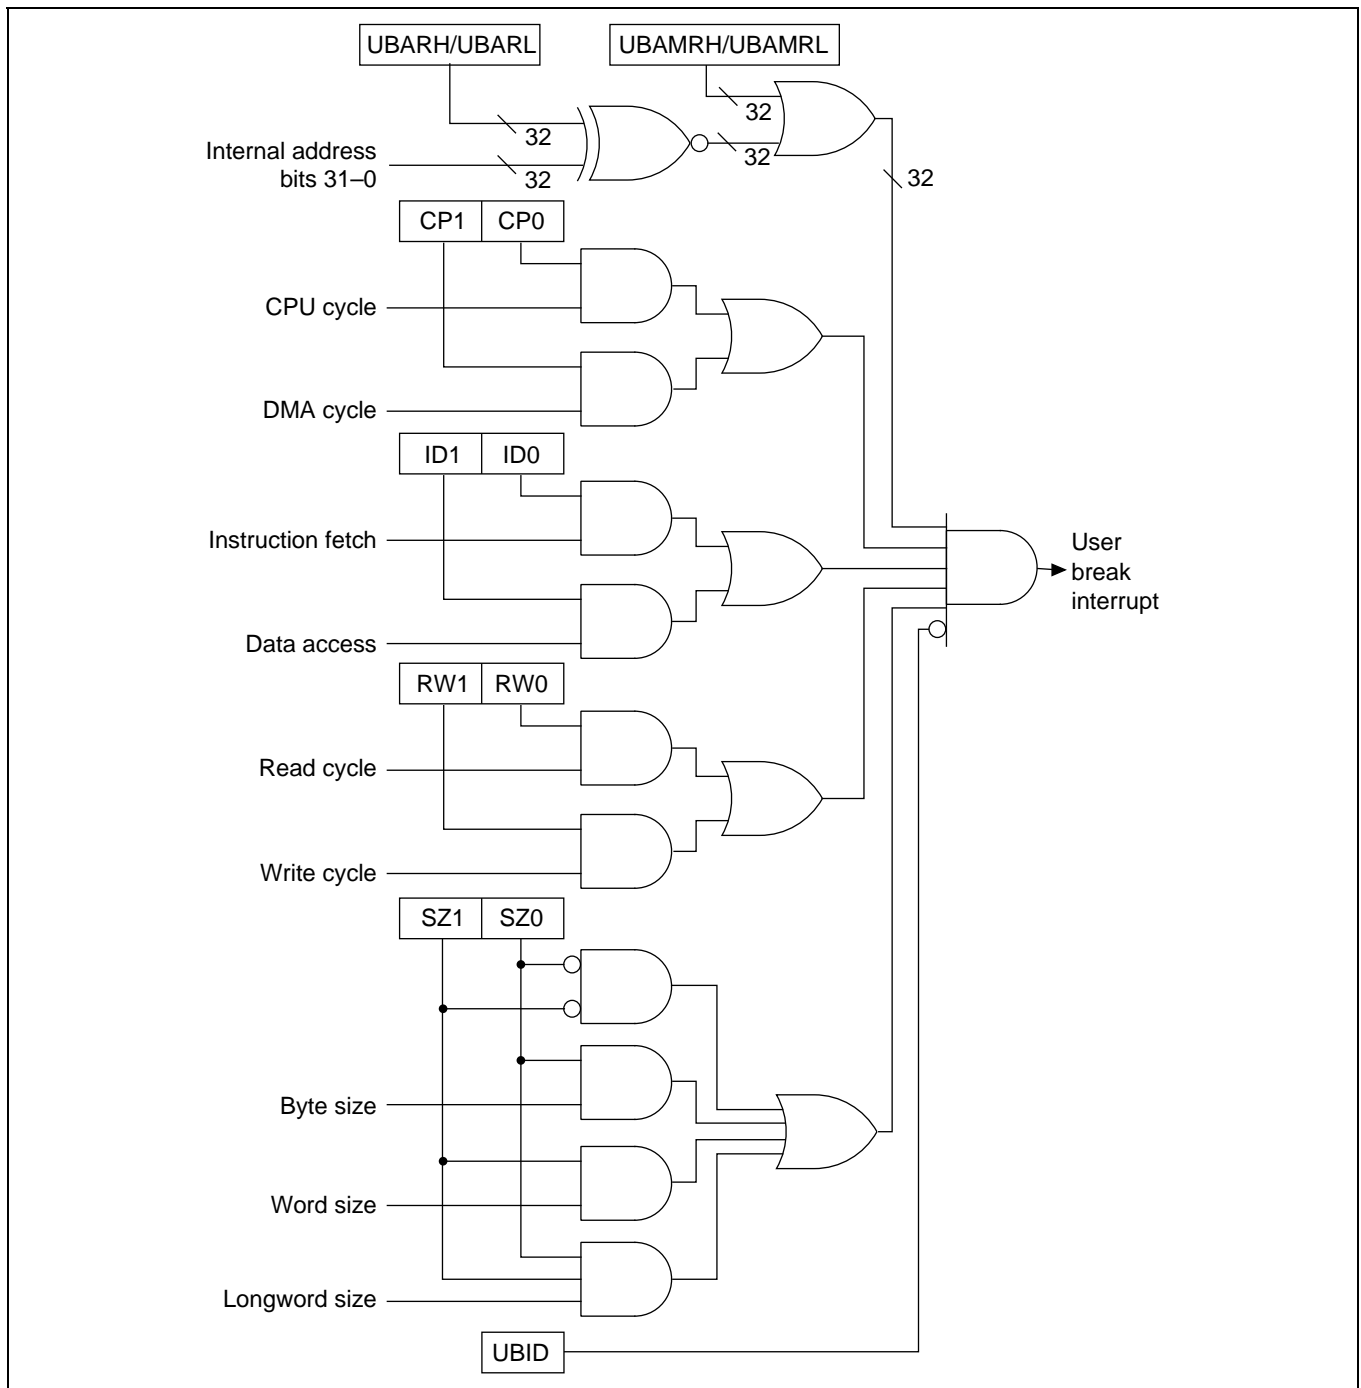 UBARH/UBARL
UBAMRH/UBAMRL
32
32
32
32
32
Internal address
bits 31–0
CP1 CP0
CPU cycle
DMA cycle
ID1 ID0
Instruction fetch
Data access
User
break
interrupt
RW1 RW0
Read cycle
Write cycle
SZ1 SZ0
Byte size
Word size
Longword size
UBID